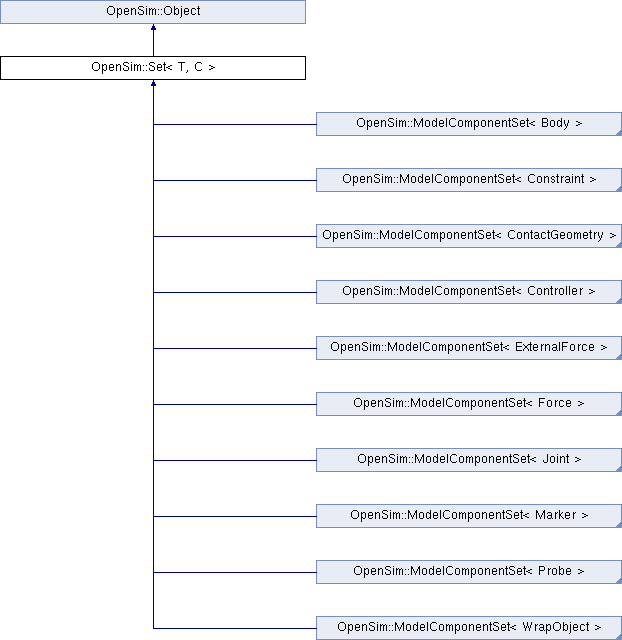 OpenSim::Object
OpenSim::Set< T, C >
OpenSim::ModelComponentSet< Body >
OpenSim::ModelComponentSet< Constraint >
OpenSim::ModelComponentSet< ContactGeometry >
OpenSim::ModelComponentSet< Controller >
OpenSim::ModelComponentSet< ExternalForce >
OpenSim::ModelComponentSet< Force >
OpenSim::ModelComponentSet< Joint >
OpenSim::ModelComponentSet< Marker >
OpenSim::ModelComponentSet< Probe >
OpenSim::ModelComponentSet< WrapObject >